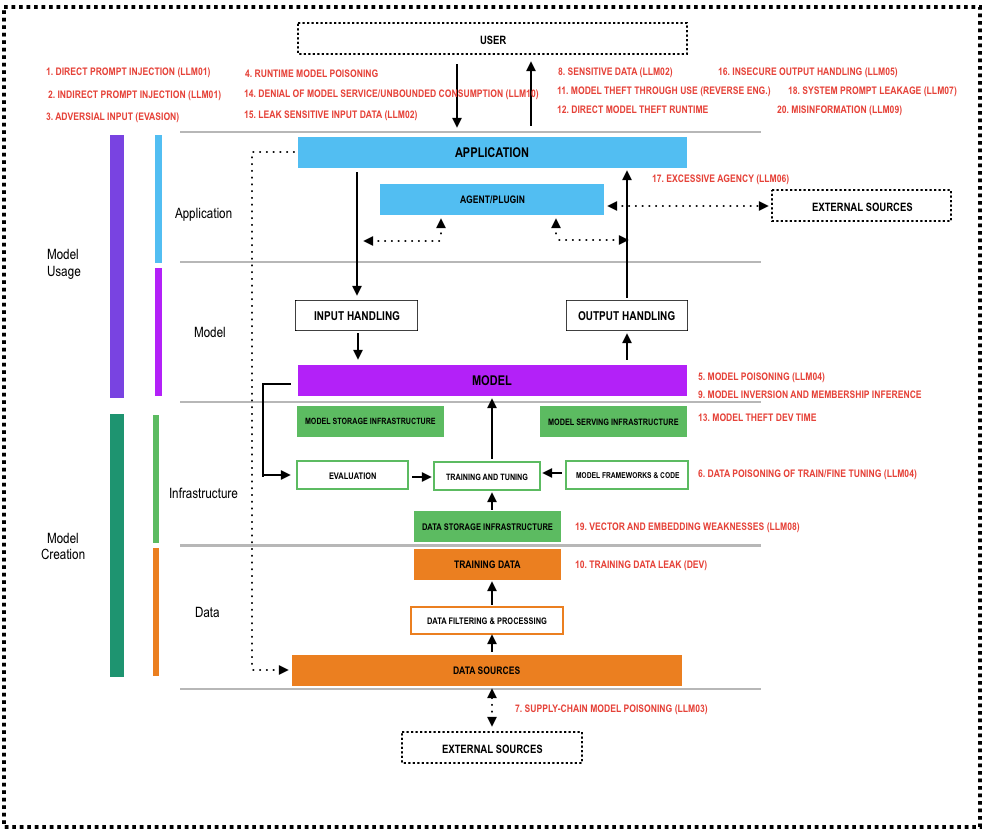 USER
1. DIRECT PROMPT INJECTION (LLM01)
2. INDIRECT PROMPT INJECTION (LLM01)
3. ADVERSIAL INPUT (EVASION)
4. RUNTIME MODEL POISONING
14. DENIAL OF MODEL SERVICE/UNBOUNDED CONSUMPTION (LLM10)
15. LEAK SENSITIVE INPUT DATA (LLM02)
8. SENSITIVE DATA (LLM02)
16. INSECURE OUTPUT HANDLING (LLM05)
11. MODEL THEFT THROUGH USE (REVERSE ENG.)
18. SYSTEM PROMPT LEAKAGE (LLM07)
12. DIRECT MODEL THEFT RUNTIME
20. MISINFORMATION (LLM09)
APPLICATION
17. EXCESSIVE AGENCY (LLM06)
AGENT/PLUGIN
EXTERNAL SOURCES
Application
Model
Usage
INPUT HANDLING
OUTPUT HANDLING
Model
MODEL
5. MODEL POISONING (LLM04)
9. MODEL INVERSION AND MEMBERSHIP INFERENCE
MODEL STORAGE INFRASTRUCTURE
MODEL SERVING INFRASTRUCTURE
13. MODEL THEFT DEV TIME
EVALUATION
TRAINING AND TUNING
MODEL FRAMEWORKS & CODE
6. DATA POISONING OF TRAIN/FINE TUNING (LLM04)
Infrastructure
DATA STORAGE INFRASTRUCTURE
19. VECTOR AND EMBEDDING WEAKNESSES (LLM08)
Model
Creation
TRAINING DATA
10. TRAINING DATA LEAK (DEV)
Data
DATA FILTERING & PROCESSING
DATA SOURCES
7. SUPPLY-CHAIN MODEL POISONING (LLM03)
EXTERNAL SOURCES